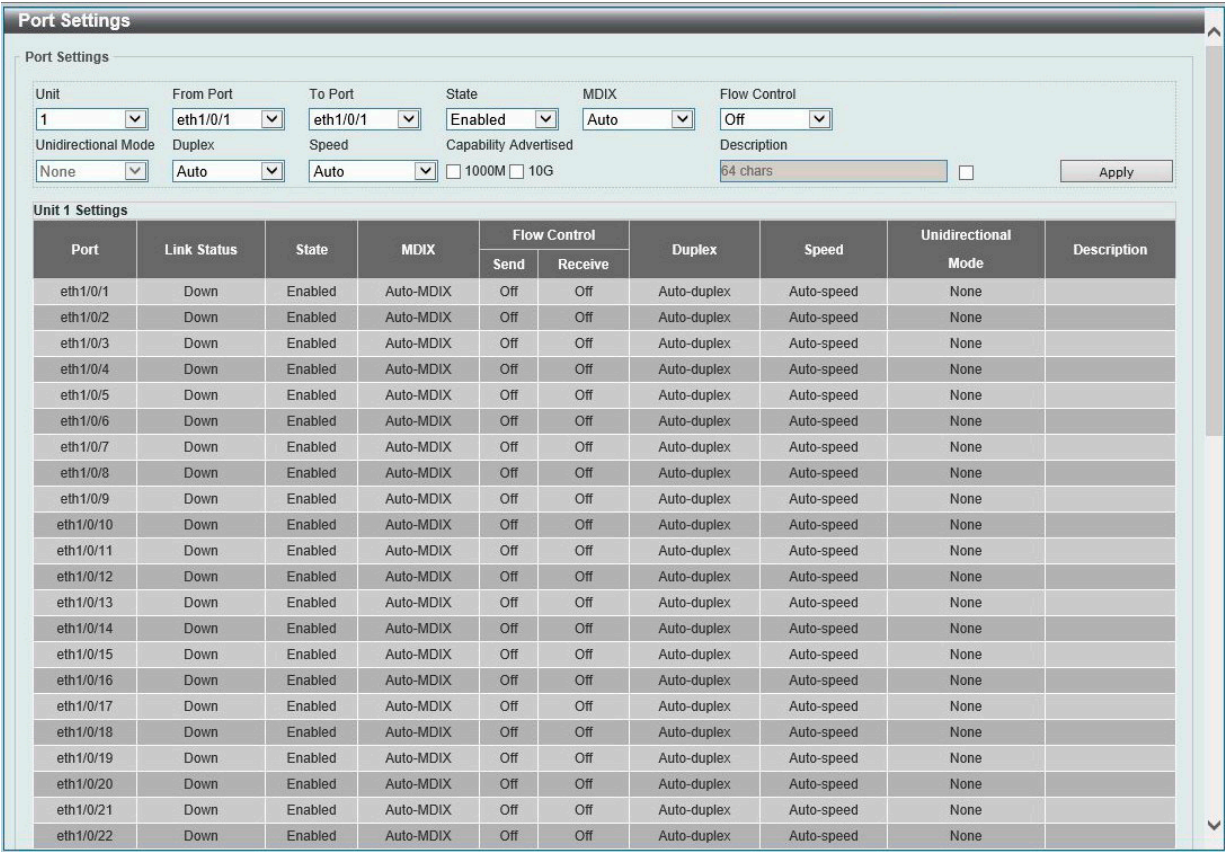 Port Settings
Port Settings
Unit From Port To Port State MDIX Flow Control
1 eth1/0/1 eth1/0/1 Enabled Auto Off
Unidirectional Mode Duplex Speed Capability Advertised Description
None Auto Auto 1000M 10G 64 chars Apply
Unit 1 Settings
Port Link Status State MDIX Flow Control Duplex Speed Unidirectional Mode Description
Send Receive
eth1/0/1 Down Enabled Auto-MDIX Off Off Auto-duplex Auto-speed None
eth1/0/2 Down Enabled Auto-MDIX Off Off Auto-duplex Auto-speed None
eth1/0/3 Down Enabled Auto-MDIX Off Off Auto-duplex Auto-speed None
eth1/0/4 Down Enabled Auto-MDIX Off Off Auto-duplex Auto-speed None
eth1/0/5 Down Enabled Auto-MDIX Off Off Auto-duplex Auto-speed None
eth1/0/6 Down Enabled Auto-MDIX Off Off Auto-duplex Auto-speed None
eth1/0/7 Down Enabled Auto-MDIX Off Off Auto-duplex Auto-speed None
eth1/0/8 Down Enabled Auto-MDIX Off Off Auto-duplex Auto-speed None
eth1/0/9 Down Enabled Auto-MDIX Off Off Auto-duplex Auto-speed None
eth1/0/10 Down Enabled Auto-MDIX Off Off Auto-duplex Auto-speed None
eth1/0/11 Down Enabled Auto-MDIX Off Off Auto-duplex Auto-speed None
eth1/0/12 Down Enabled Auto-MDIX Off Off Auto-duplex Auto-speed None
eth1/0/13 Down Enabled Auto-MDIX Off Off Auto-duplex Auto-speed None
eth1/0/14 Down Enabled Auto-MDIX Off Off Auto-duplex Auto-speed None
eth1/0/15 Down Enabled Auto-MDIX Off Off Auto-duplex Auto-speed None
eth1/0/16 Down Enabled Auto-MDIX Off Off Auto-duplex Auto-speed None
eth1/0/17 Down Enabled Auto-MDIX Off Off Auto-duplex Auto-speed None
eth1/0/18 Down Enabled Auto-MDIX Off Off Auto-duplex Auto-speed None
eth1/0/19 Down Enabled Auto-MDIX Off Off Auto-duplex Auto-speed None
eth1/0/20 Down Enabled Auto-MDIX Off Off Auto-duplex Auto-speed None
eth1/0/21 Down Enabled Auto-MDIX Off Off Auto-duplex Auto-speed None
eth1/0/22 Down Enabled Auto-MDIX Off Off Auto-duplex Auto-speed None